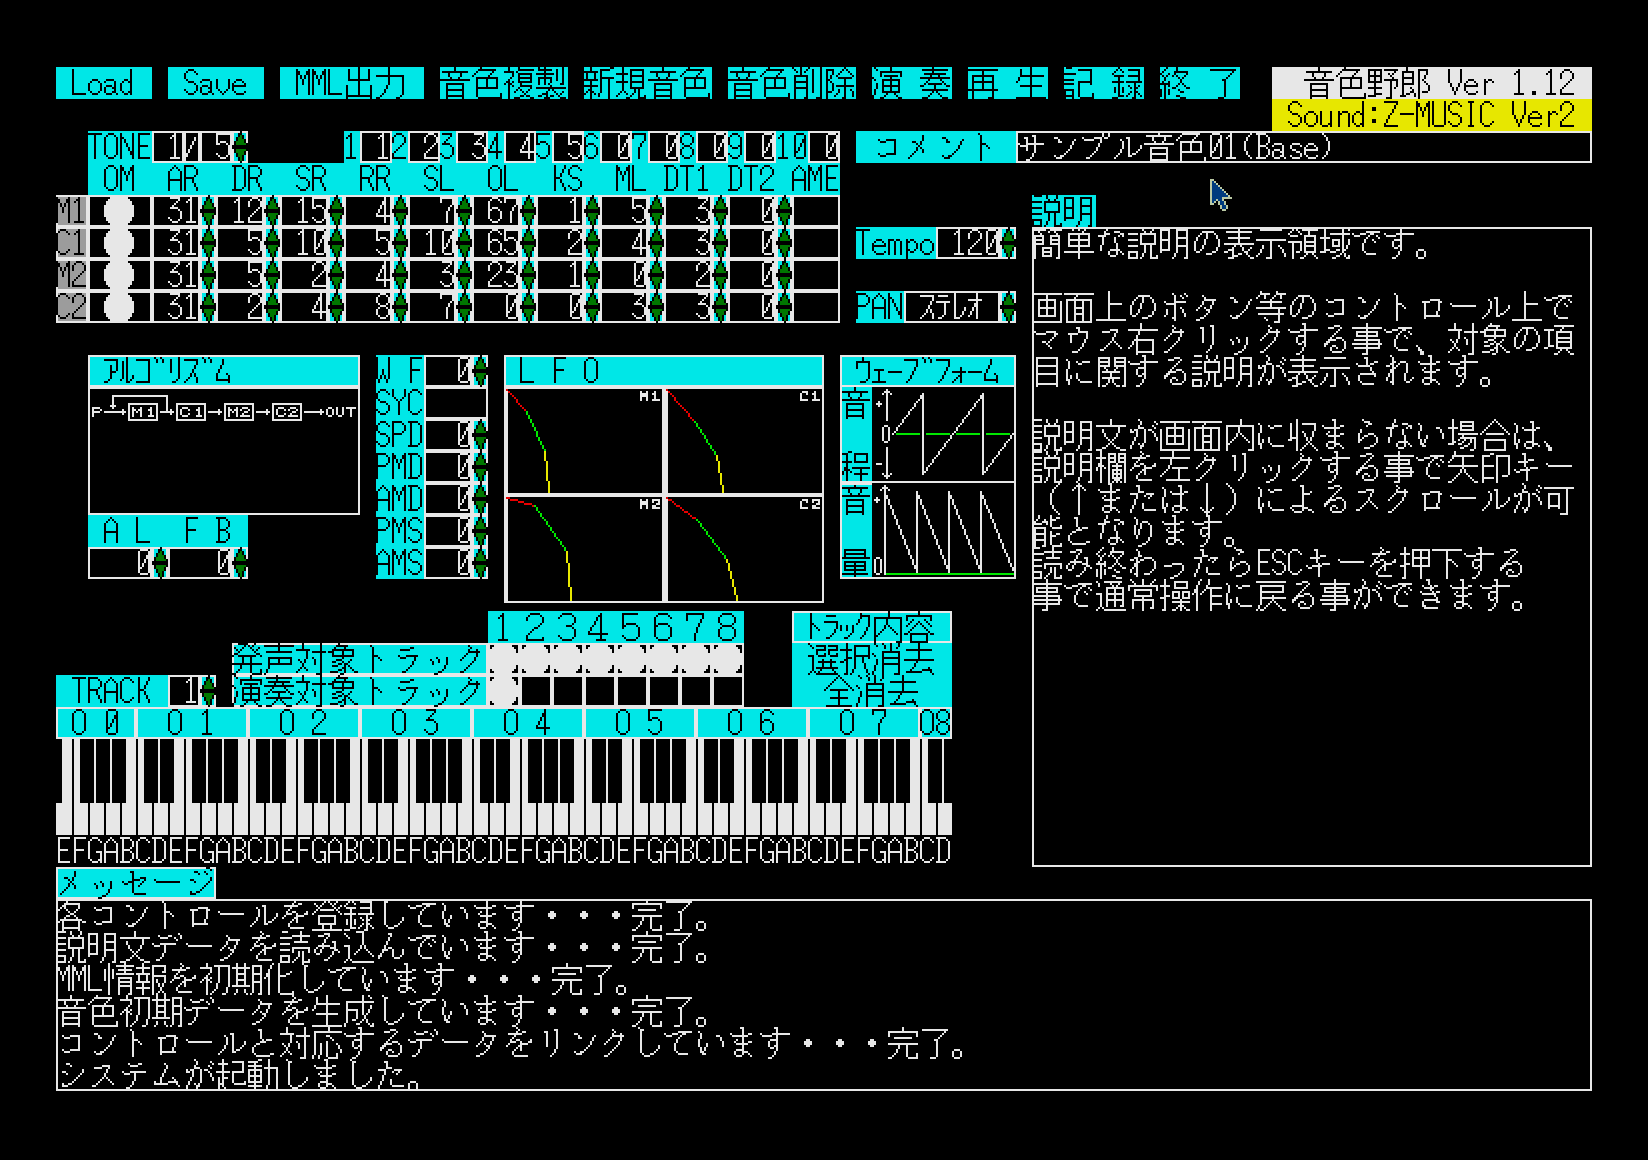 Load Save MML出力 音色複製 新規音色 音色削除 演奏 再生 記録 終了 音色野郎 Ver 1.12
Sound:Z-MUSIC Ver2
TONE 1/ 5 1 1 2 2 3 3 4 4 5 5 6 0 7 0 8 0 9 0 10 0 コメント サンプル音色01(Base)
OM AR DR SR RR SL OL KS ML DT1 DT2 AME
M1 31 12 15 4 7 67 1 5 3 0
C1 31 5 10 5 10 65 2 4 3 0
M2 31 5 2 4 3 23 1 0 2 0
C2 31 2 4 8 7 0 0 3 3 0
Tempo 120
PAN ステレオ
説明
簡単な説明の表示領域です。
画面上のボタン等のコントロール上で
マウス右クリックする事で、対象の項
目に関する説明が表示されます。
説明文が画面内に収まらない場合は、
説明欄を左クリックする事で矢印キー
（↑または↓）によるスクロールが可
能となります。
読み終わったらESCキーを押下する
事で通常操作に戻る事ができます。
アルゴリズム
P→M1→C1→M2→C2→OUT
AL FB
0 0
WF 0
SYC
SPD 0
PMD 0
AMD 0
PMS 0
AMS 0
LFO
M1 C1
M2 C2
ウェーブフォーム
音程 + 0 -
音量 + 0
1 2 3 4 5 6 7 8
発声対象トラック
演奏対象トラック
トラック内容
選択消去
全消去
TRACK 1
O0 O1 O2 O3 O4 O5 O6 O7 O8
EFGABCDEFGABCDEFGABCDEFGABCDEFGABCDEFGABCDEFGABCDEFGABCD
メッセージ
各コントロールを登録しています・・・完了。
説明文データを読み込んでいます・・・完了。
MML情報を初期化しています・・・完了。
音色初期データを生成しています・・・完了。
コントロールと対応するデータをリンクしています・・・完了。
システムが起動しました。